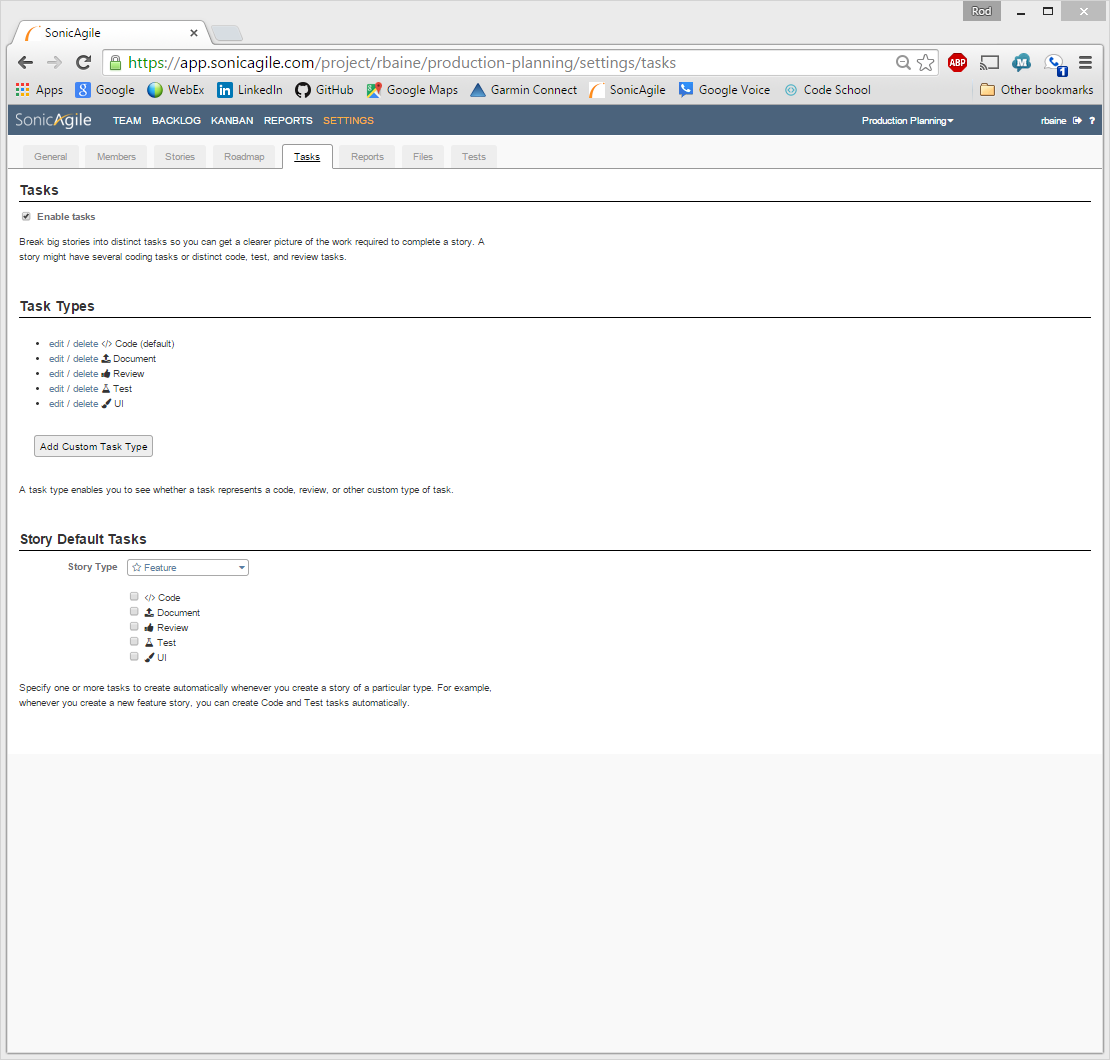 Rod
SonicAgile
https://app.sonicagile.com/project/rbaine/production-planning/settings/tasks
ABP
M
1
Apps
8 Google
WebEx
in LinkedIn
GitHub
Google Maps
Garmin Connect
SonicAgile
Google Voice
Code School
Other bookmarks
SonicAgile
TEAM BACKLOG KANBAN REPORTS SETTINGS
Production Planning
rbaine ?
General Members Stories Roadmap Tasks Reports Files Tests
Tasks
Enable tasks
Break big stories into distinct tasks so you can get a clearer picture of the work required to complete a story. A
story might have several coding tasks or distinct code, test, and review tasks.
Task Types
edit / delete </> Code (default)
edit / delete Document
edit / delete Review
edit / delete Test
edit / delete UI
Add Custom Task Type
A task type enables you to see whether a task represents a code, review, or other custom type of task.
Story Default Tasks
Story Type Feature
</> Code
Document
Review
Test
UI
Specify one or more tasks to create automatically whenever you create a story of a particular type. For example,
whenever you create a new feature story, you can create Code and Test tasks automatically.